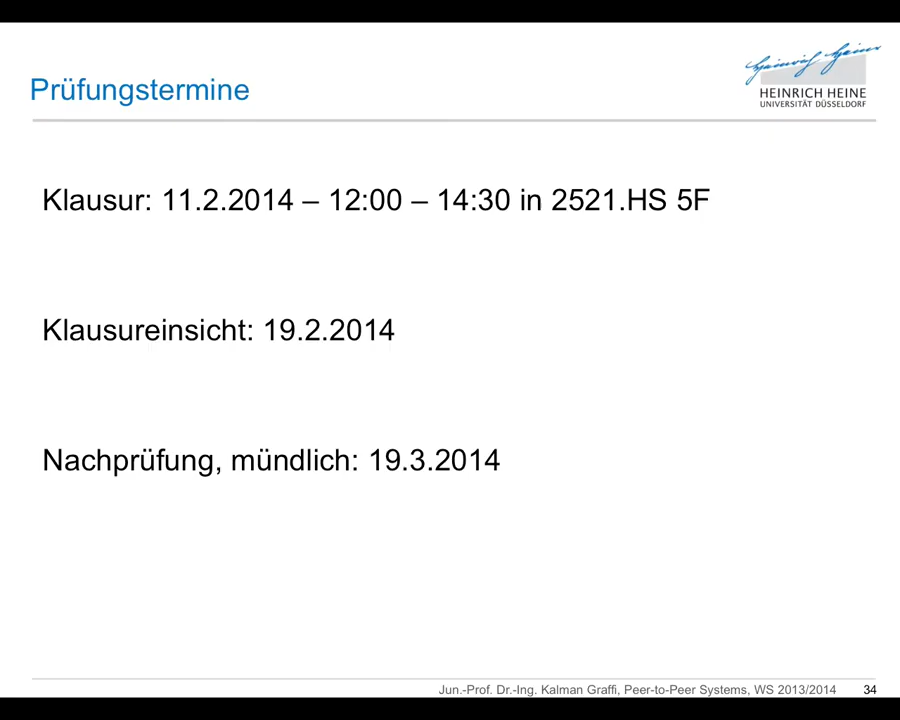 Heinrich Heine
HEINRICH HEINE
UNIVERSITÄT DÜSSELDORF
Prüfungstermine
Klausur: 11.2.2014 – 12:00 – 14:30 in 2521.HS 5F
Klausureinsicht: 19.2.2014
Nachprüfung, mündlich: 19.3.2014
Jun.-Prof. Dr.-Ing. Kalman Graffi, Peer-to-Peer Systems, WS 2013/2014 34